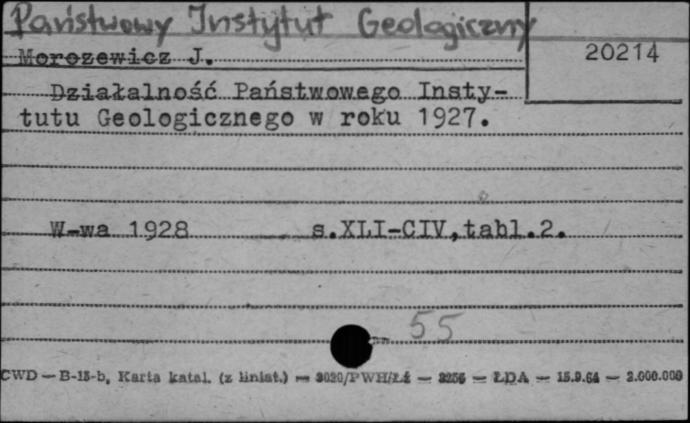 Państwowy Instytut Geologiczny
Morozewicz J.
20214
Działalność Państwowego Insty-
tutu Geologicznego w roku 1927.
W-wa 1928 s.XLI-CIV,tabl.2.
55
CWD — B-15-b, Karta katal. (z liniat.) — 3020/PWH/Łż — 3256 — ŁDA — 15.9.64 — 2.000.000